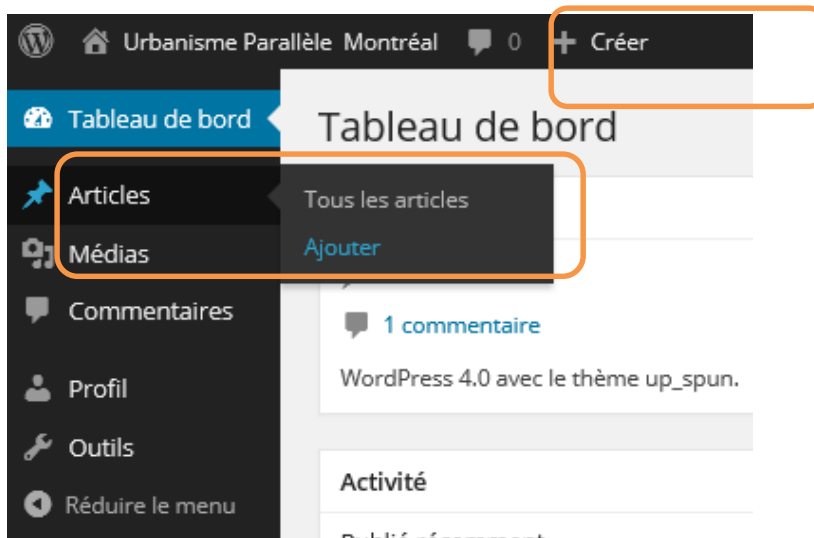 Urbanisme Parallèle Montréal 0 + Créer
Tableau de bord
Tableau de bord
Articles
Tous les articles
Ajouter
Médias
Commentaires
1 commentaire
WordPress 4.0 avec le thème up_spun.
Profil
Outils
Réduire le menu
Activité